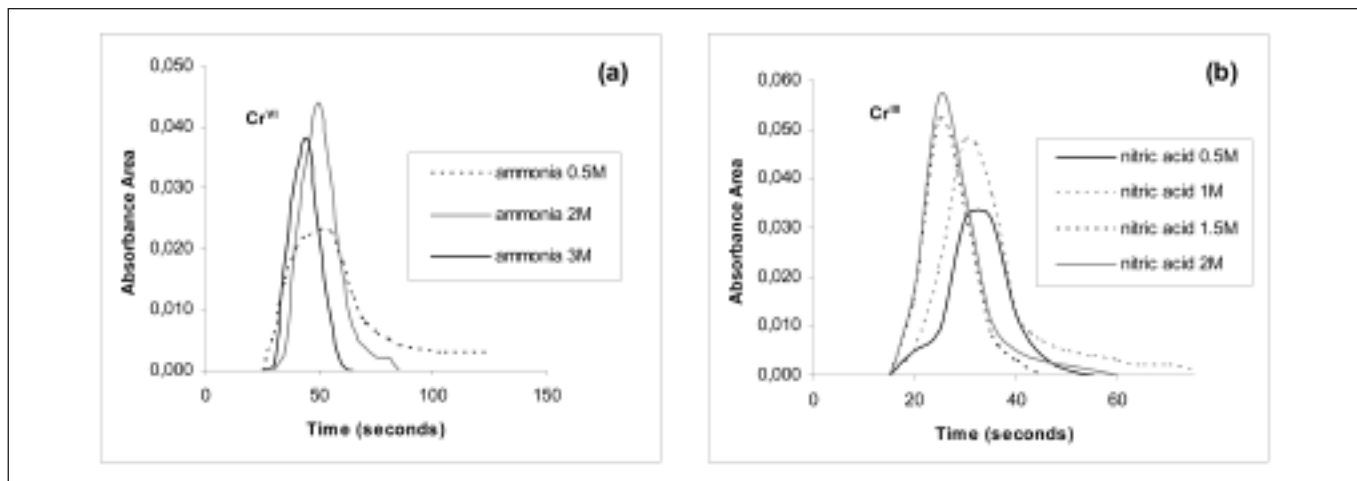 (a)
Cr^VI
Absorbance Area
0,050
0,040
0,030
0,020
0,010
0,000
0 50 100 150
Time (seconds)
ammonia 0.5M
ammonia 2M
ammonia 3M
(b)
Cr^III
Absorbance Area
0,060
0,050
0,040
0,030
0,020
0,010
0,000
0 20 40 60
Time (seconds)
nitric acid 0.5M
nitric acid 1M
nitric acid 1.5M
nitric acid 2M